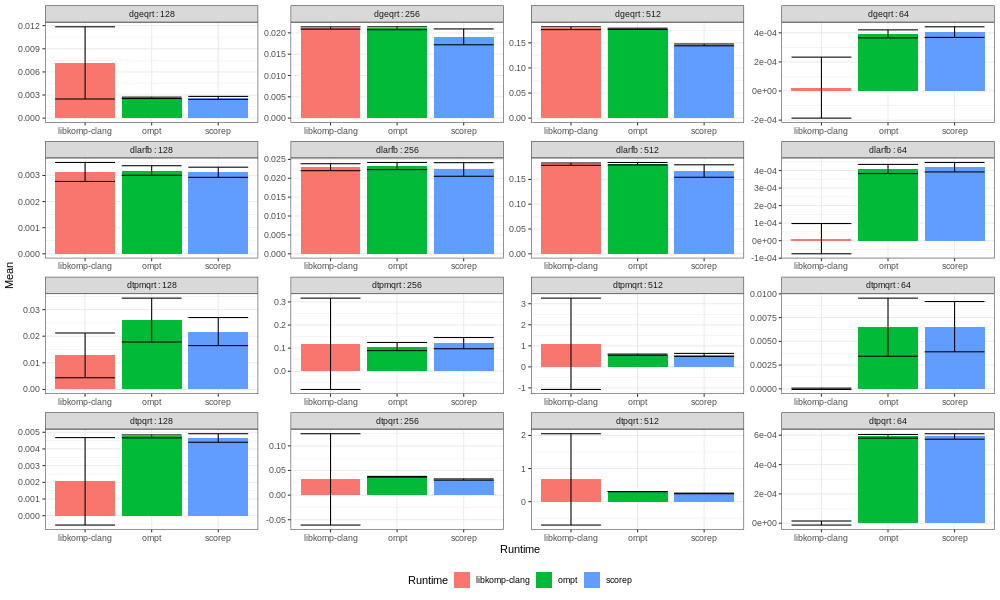 dgeqrt: 128
dgeqrt: 256
dgeqrt: 512
dgeqrt: 64
0.012
0.009
0.006
0.003
0.000
0.020
0.015
0.010
0.005
0.000
0.15
0.10
0.05
0.00
4e-04
2e-04
0e+00
-2e-04
libkomp-clang ompt scorep
libkomp-clang ompt scorep
libkomp-clang ompt scorep
libkomp-clang ompt scorep
dlarfb: 128
dlarfb: 256
dlarfb: 512
dlarfb: 64
0.003
0.002
0.001
0.000
0.025
0.020
0.015
0.010
0.005
0.000
0.15
0.10
0.05
0.00
4e-04
3e-04
2e-04
1e-04
0e+00
-1e-04
libkomp-clang ompt scorep
libkomp-clang ompt scorep
libkomp-clang ompt scorep
libkomp-clang ompt scorep
Mean
dtpmqrt: 128
dtpmqrt: 256
dtpmqrt: 512
dtpmqrt: 64
0.03
0.02
0.01
0.00
0.3
0.2
0.1
0.0
3
2
1
0
-1
0.0100
0.0075
0.0050
0.0025
0.0000
libkomp-clang ompt scorep
libkomp-clang ompt scorep
libkomp-clang ompt scorep
libkomp-clang ompt scorep
dtpqrt: 128
dtpqrt: 256
dtpqrt: 512
dtpqrt: 64
0.005
0.004
0.003
0.002
0.001
0.000
0.10
0.05
0.00
-0.05
2
1
0
6e-04
4e-04
2e-04
0e+00
libkomp-clang ompt scorep
libkomp-clang ompt scorep
libkomp-clang ompt scorep
libkomp-clang ompt scorep
Runtime
Runtime libkomp-clang ompt scorep